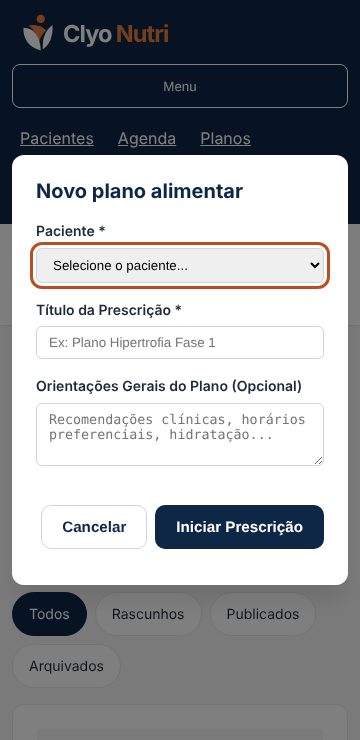 Clyo Nutri
Menu
Pacientes Agenda Planos
Novo plano alimentar
Paciente *
Selecione o paciente...
Título da Prescrição *
Ex: Plano Hipertrofia Fase 1
Orientações Gerais do Plano (Opcional)
Recomendações clínicas, horários
preferenciais, hidratação...
Cancelar Iniciar Prescrição
Todos Rascunhos Publicados
Arquivados